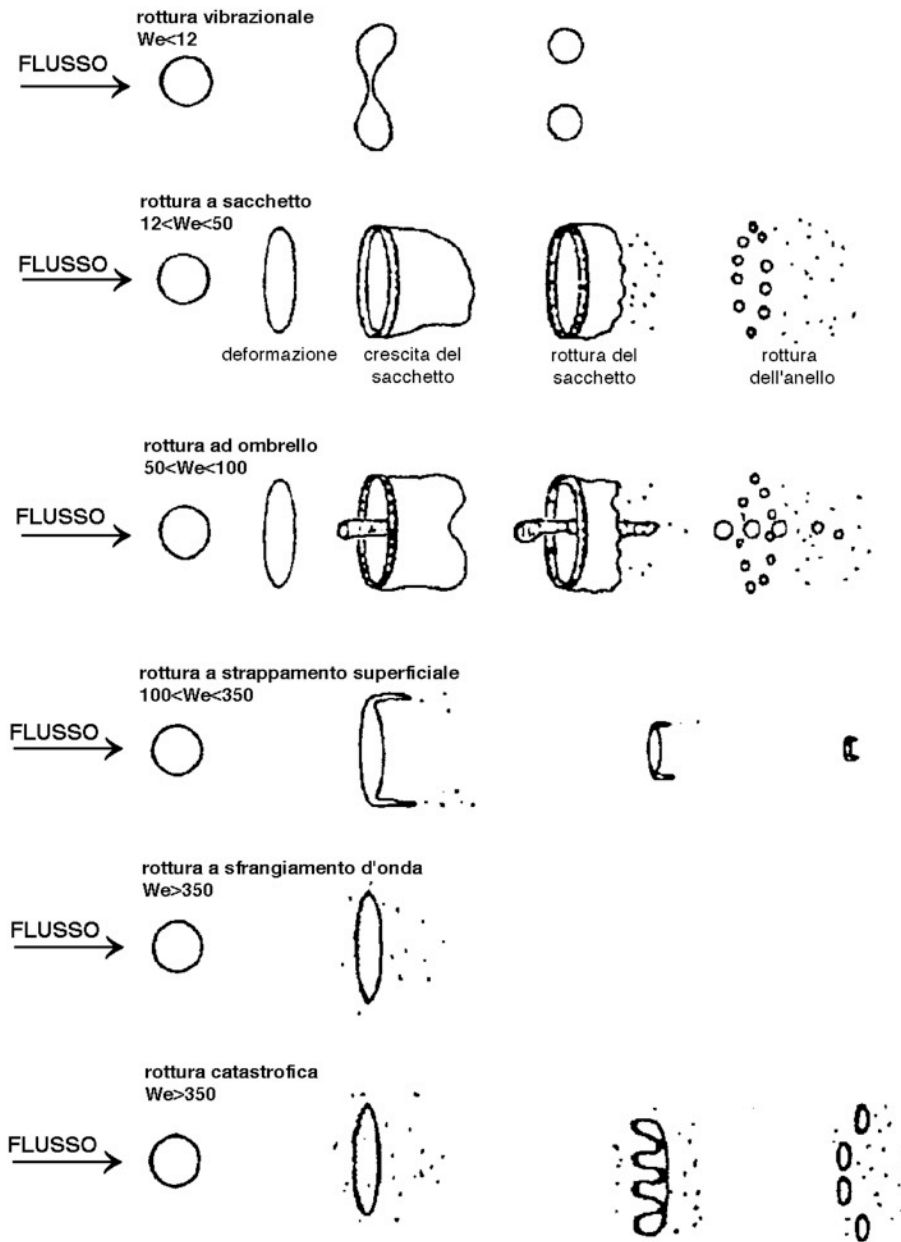 rottura vibrazionale
We<12
FLUSSO
rottura a sacchetto
12<We<50
FLUSSO
deformazione
crescita del
sacchetto
rottura del
sacchetto
rottura
dell'anello
rottura ad ombrello
50<We<100
FLUSSO
rottura a strappamento superficiale
100<We<350
FLUSSO
rottura a sfrangiamento d'onda
We>350
FLUSSO
rottura catastrofica
We>350
FLUSSO